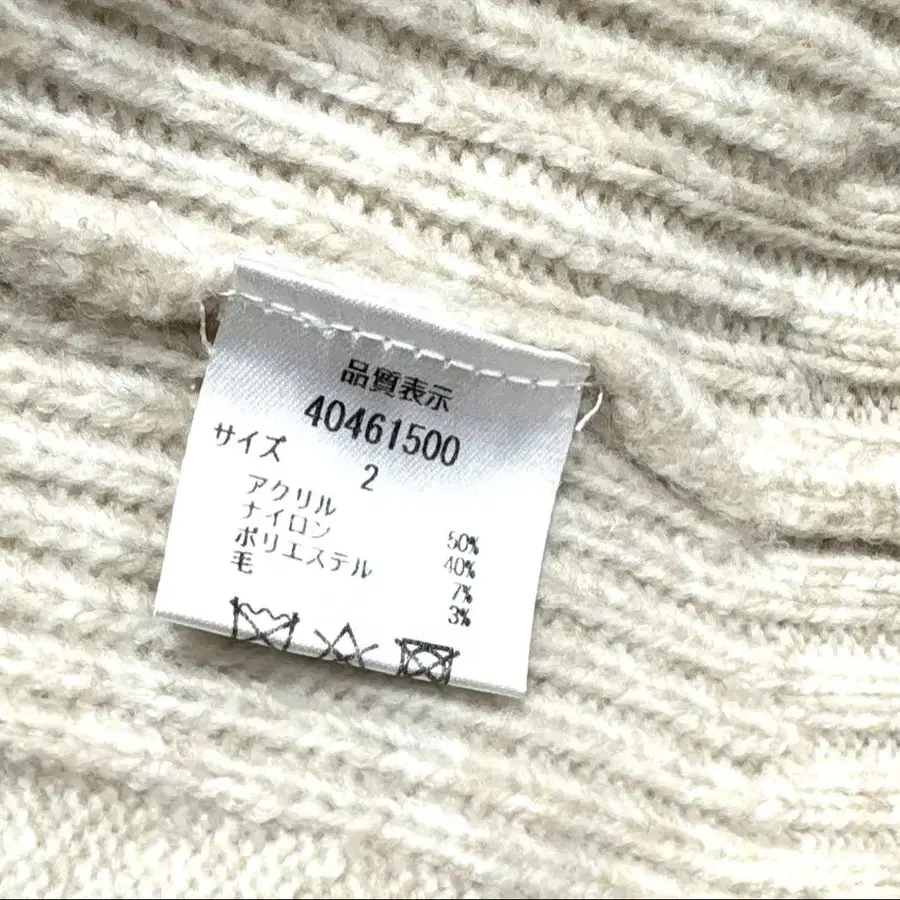 品質表示
40461500
サイズ 2
アクリル 50%
ナイロン 40%
ポリエステル 7%
毛 3%